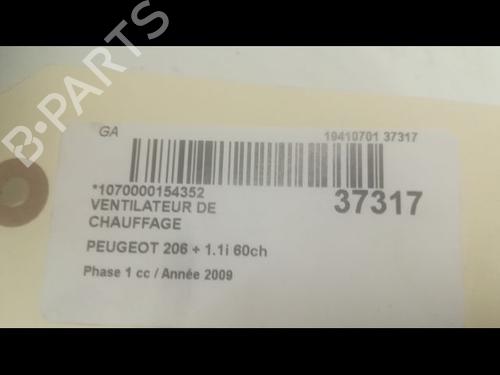 B-PARTS
GA
19410701 37317
*1070000154352
37317
VENTILATEUR DE
CHAUFFAGE
PEUGEOT 206 + 1.1i 60ch
Phase 1 cc / Année 2009